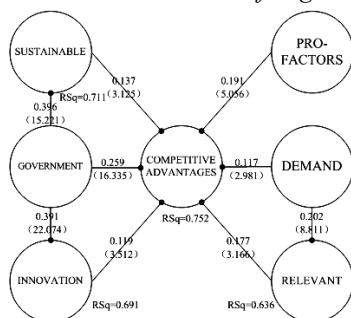 SUSTAINABLE
PRO-
FACTORS
0.137
(3.125)
0.191
(5.056)
RSq=0.711
0.396
(15.221)
GOVERNMENT
0.259
(16.335)
COMPETITIVE
ADVANTAGES
0.117
(2.981)
DEMAND
RSq=0.752
0.391
(22.074)
0.119
(3.512)
0.177
(3.166)
0.202
(8.811)
INNOVATION
RSq=0.691
RELEVANT
RSq=0.636